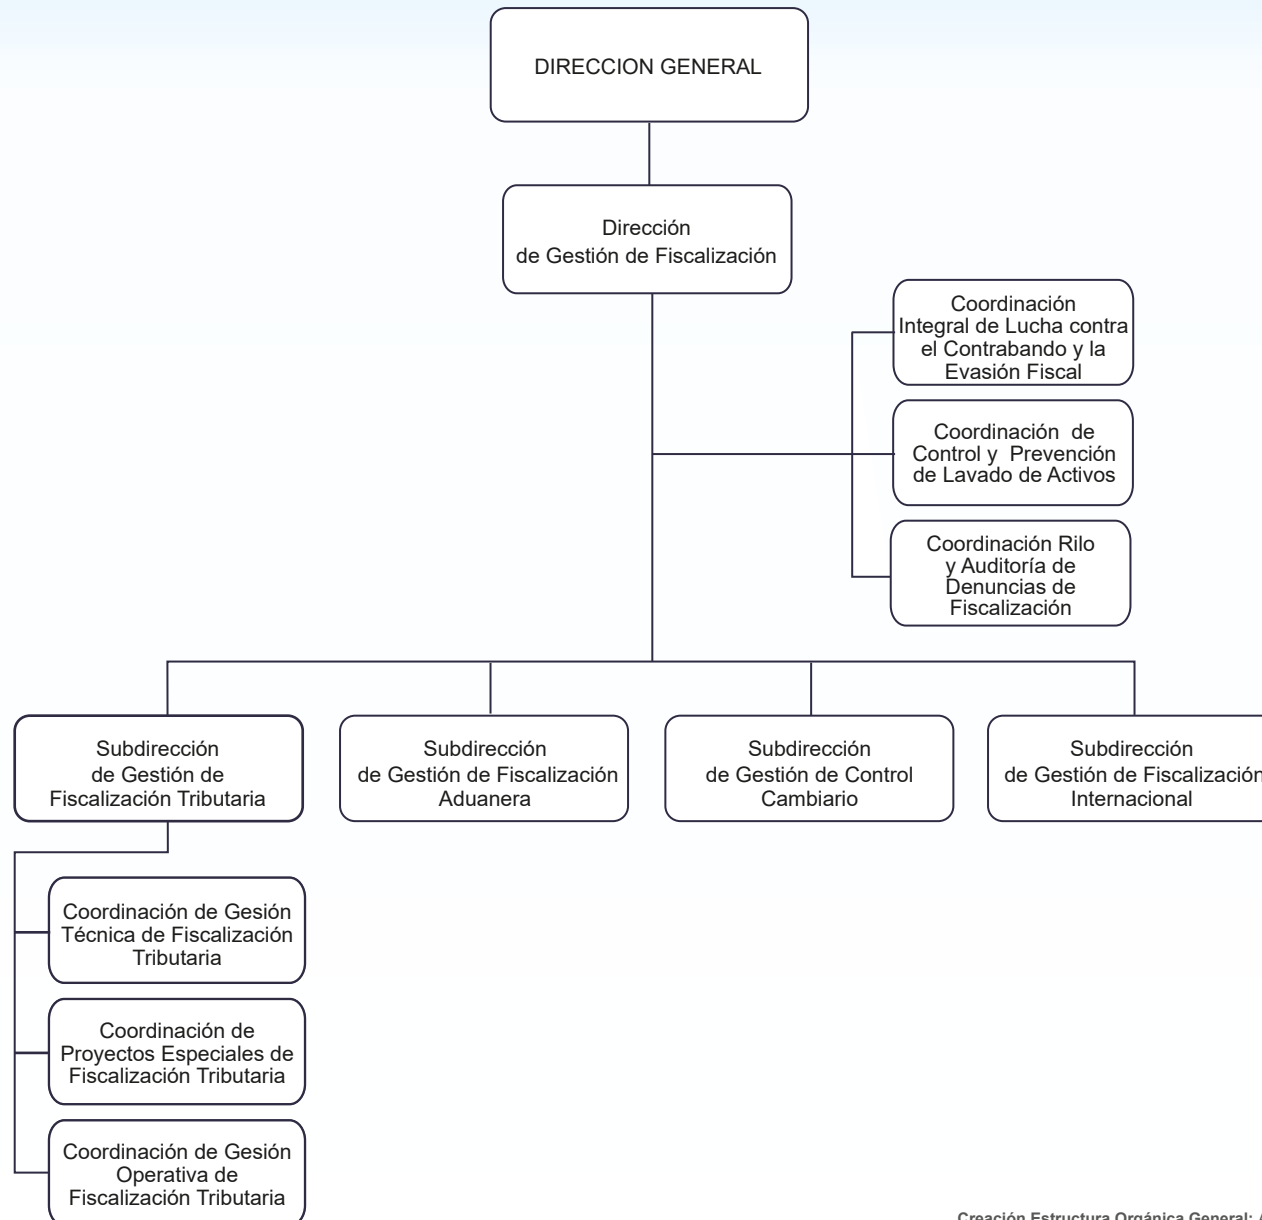 DIRECCION GENERAL
Dirección
de Gestión de Fiscalización
Coordinación
Integral de Lucha contra
el Contrabando y la
Evasión Fiscal
Coordinación de
Control y Prevención
de Lavado de Activos
Coordinación Rilo
y Auditoría de
Denuncias de
Fiscalización
Subdirección
de Gestión de
Fiscalización Tributaria
Subdirección
de Gestión de Fiscalización
Aduanera
Subdirección
de Gestión de Control
Cambiario
Subdirección
de Gestión de Fiscalización
Internacional
Coordinación de Gesión
Técnica de Fiscalización
Tributaria
Coordinación de
Proyectos Especiales de
Fiscalización Tributaria
Coordinación de Gesión
Operativa de
Fiscalización Tributaria
Creación Estructura Orgánica General: